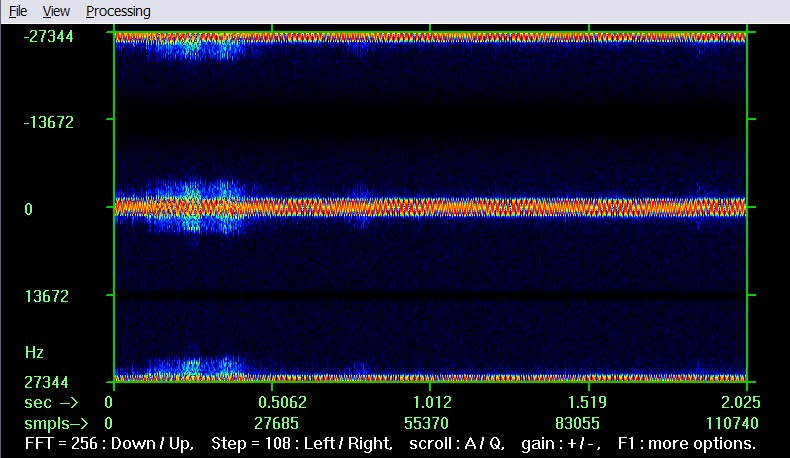 File View Processing
-27344
-13672
0
13672
Hz
27344
sec --> 0 0.5062 1.012 1.519 2.025
smpls--> 0 27685 55370 83055 110740
FFT = 256 : Down / Up, Step = 108 : Left / Right, scroll : A / Q, gain : + / - , F1 : more options.